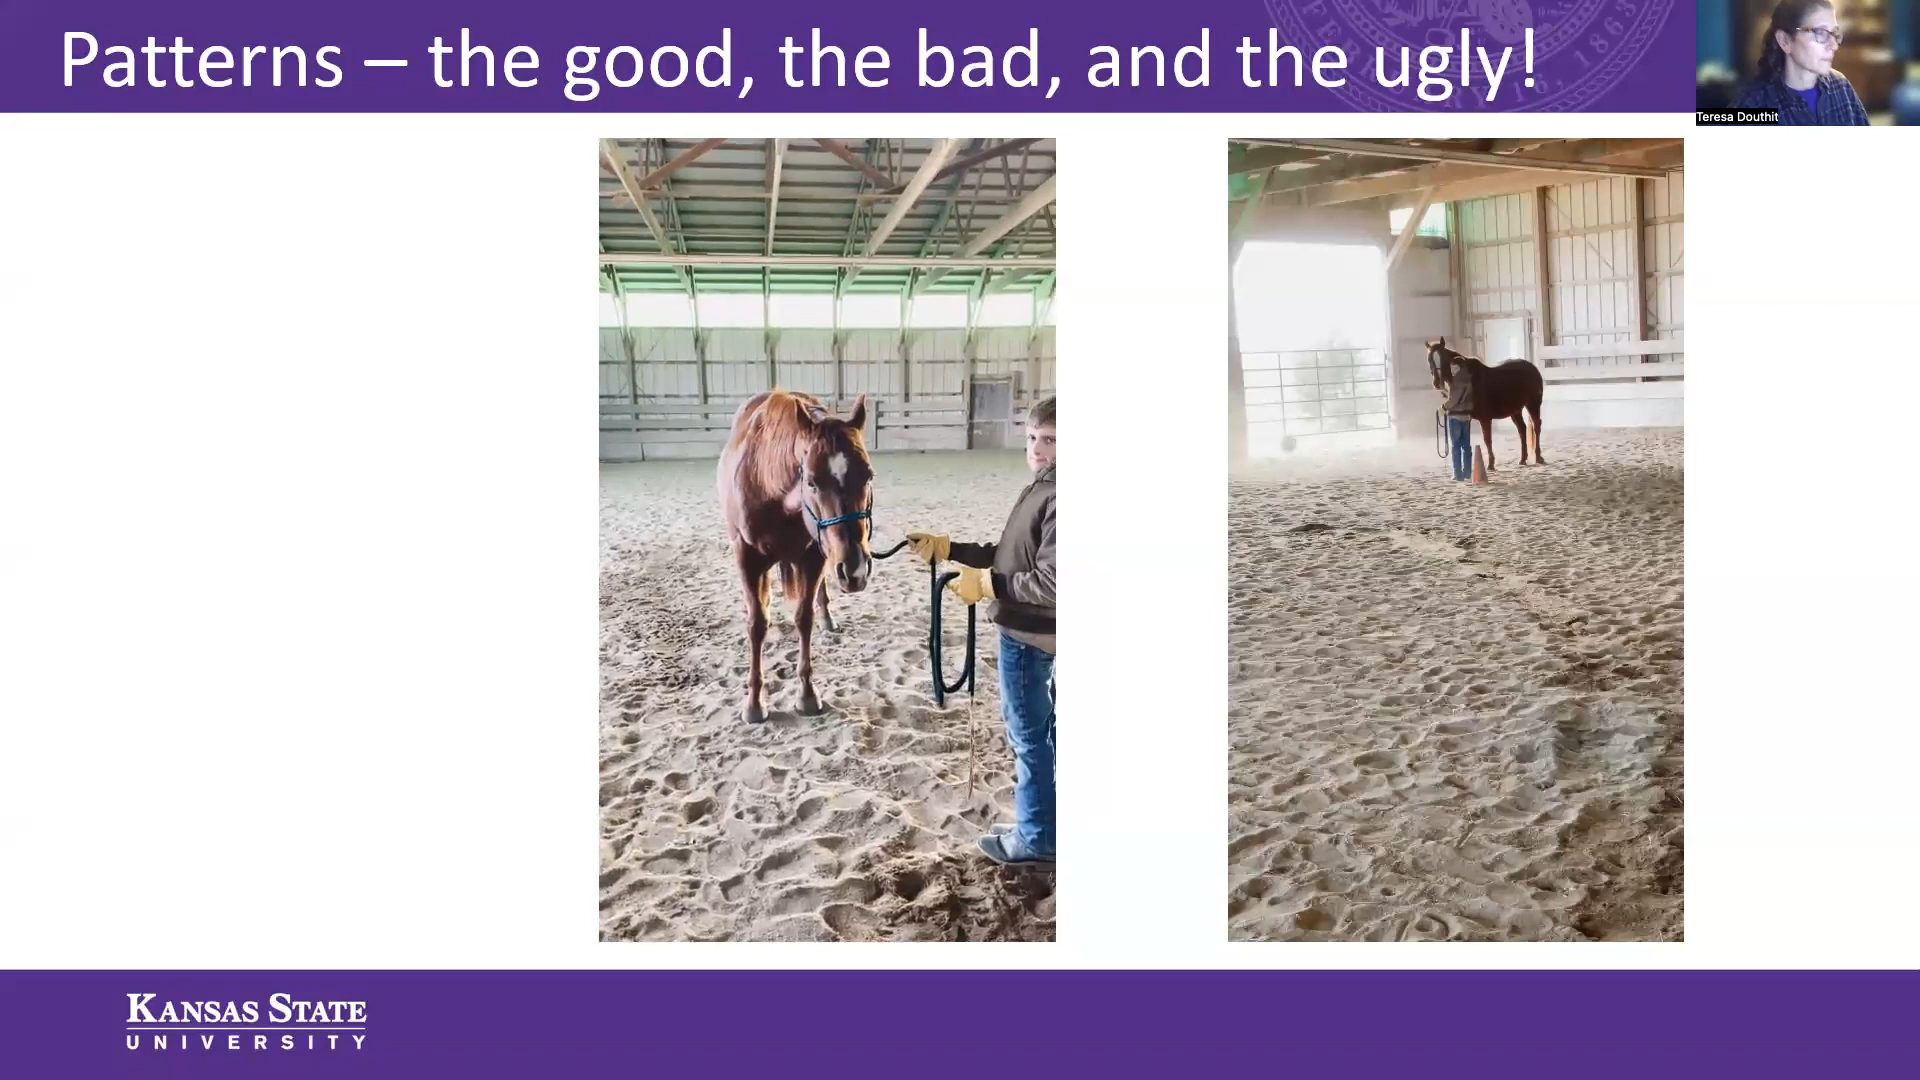 Patterns – the good, the bad, and the ugly!
Teresa Douthit
KANSAS STATE
UNIVERSITY